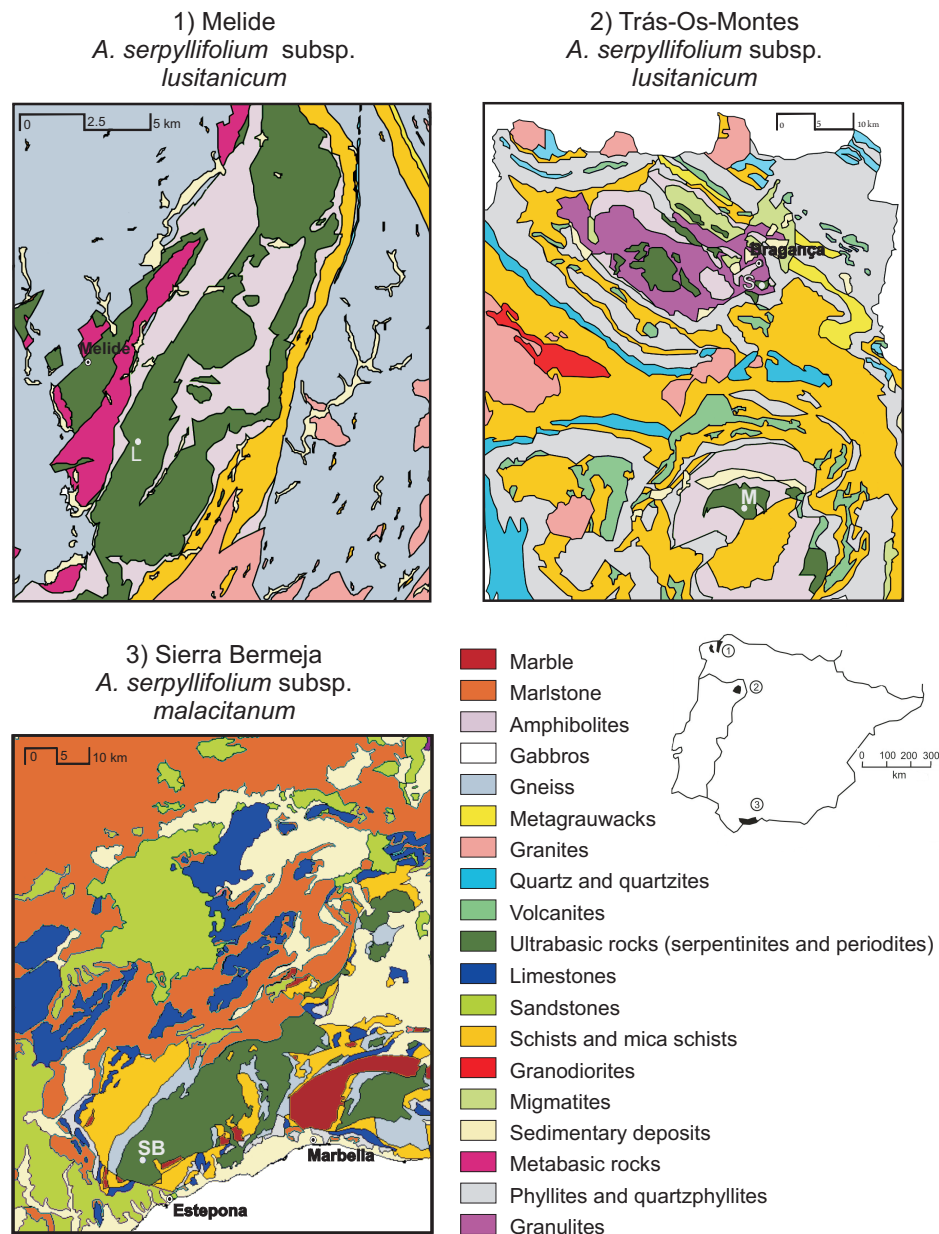 1) Melide
A. serpyllifolium subsp.
lusitanicum
0 2.5 5 km
Melide
L
2) Trás-Os-Montes
A. serpyllifolium subsp.
lusitanicum
0 5 10 km
Bragança
S
M
3) Sierra Bermeja
A. serpyllifolium subsp.
malacitanum
0 5 10 km
SB
Marbella
Estepona
Marble
Marlstone
Amphibolites
Gabbros
Gneiss
Metagrauwacks
Granites
Quartz and quartzites
Volcanites
Ultrabasic rocks (serpentinites and periodites)
Limestones
Sandstones
Schists and mica schists
Granodiorites
Migmatites
Sedimentary deposits
Metabasic rocks
Phyllites and quartzphyllites
Granulites
1
2
3
0 100 200 300
km